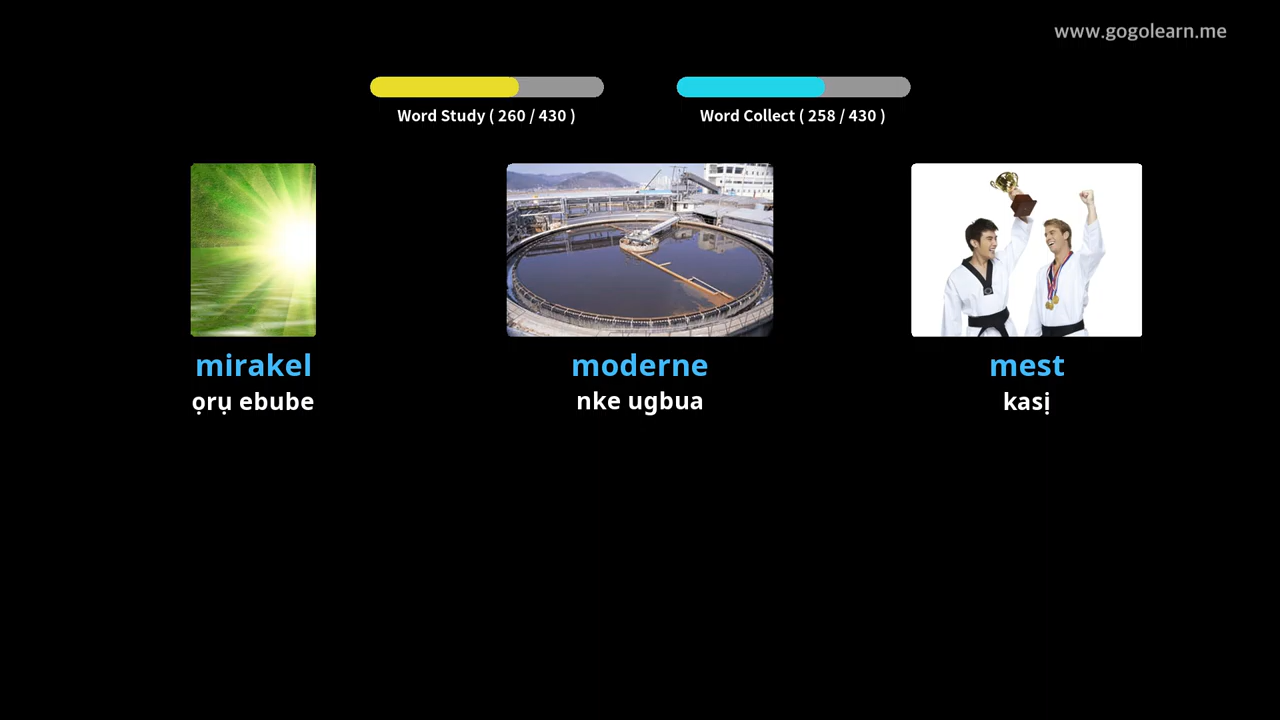 www.gogolearn.me
Word Study ( 260 / 430 )
Word Collect ( 258 / 430 )
mirakel
ọrụ ebube
moderne
nke ugbua
mest
kasị